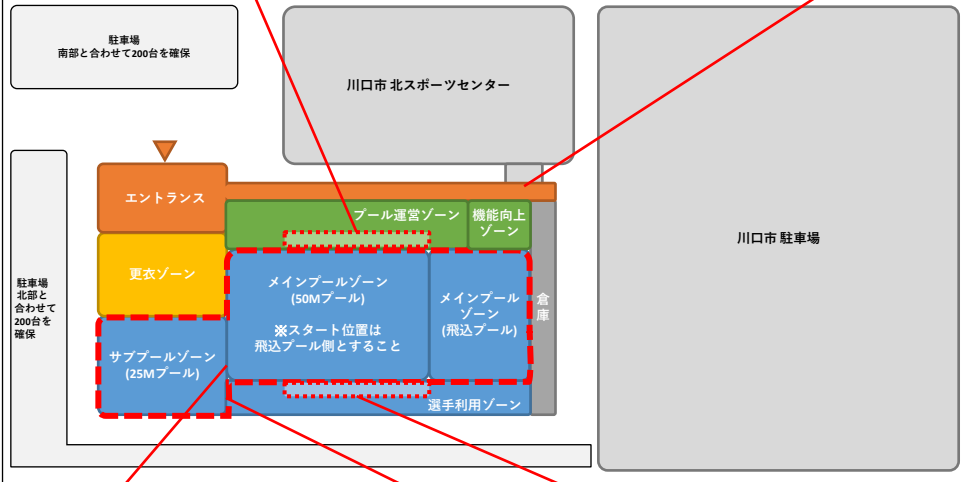 駐車場
南部と合わせて200台を確保
川口市 北スポーツセンター
川口市 駐車場
エントランス
プール運営ゾーン
機能向上
ゾーン
更衣ゾーン
メインプールゾーン
(50Mプール)
※スタート位置は
飛込プール側とすること
メインプール
ゾーン
(飛込プール)
倉
庫
駐車場
北部と
合わせて
200台を
確保
サブプールゾーン
(25Mプール)
選手利用ゾーン